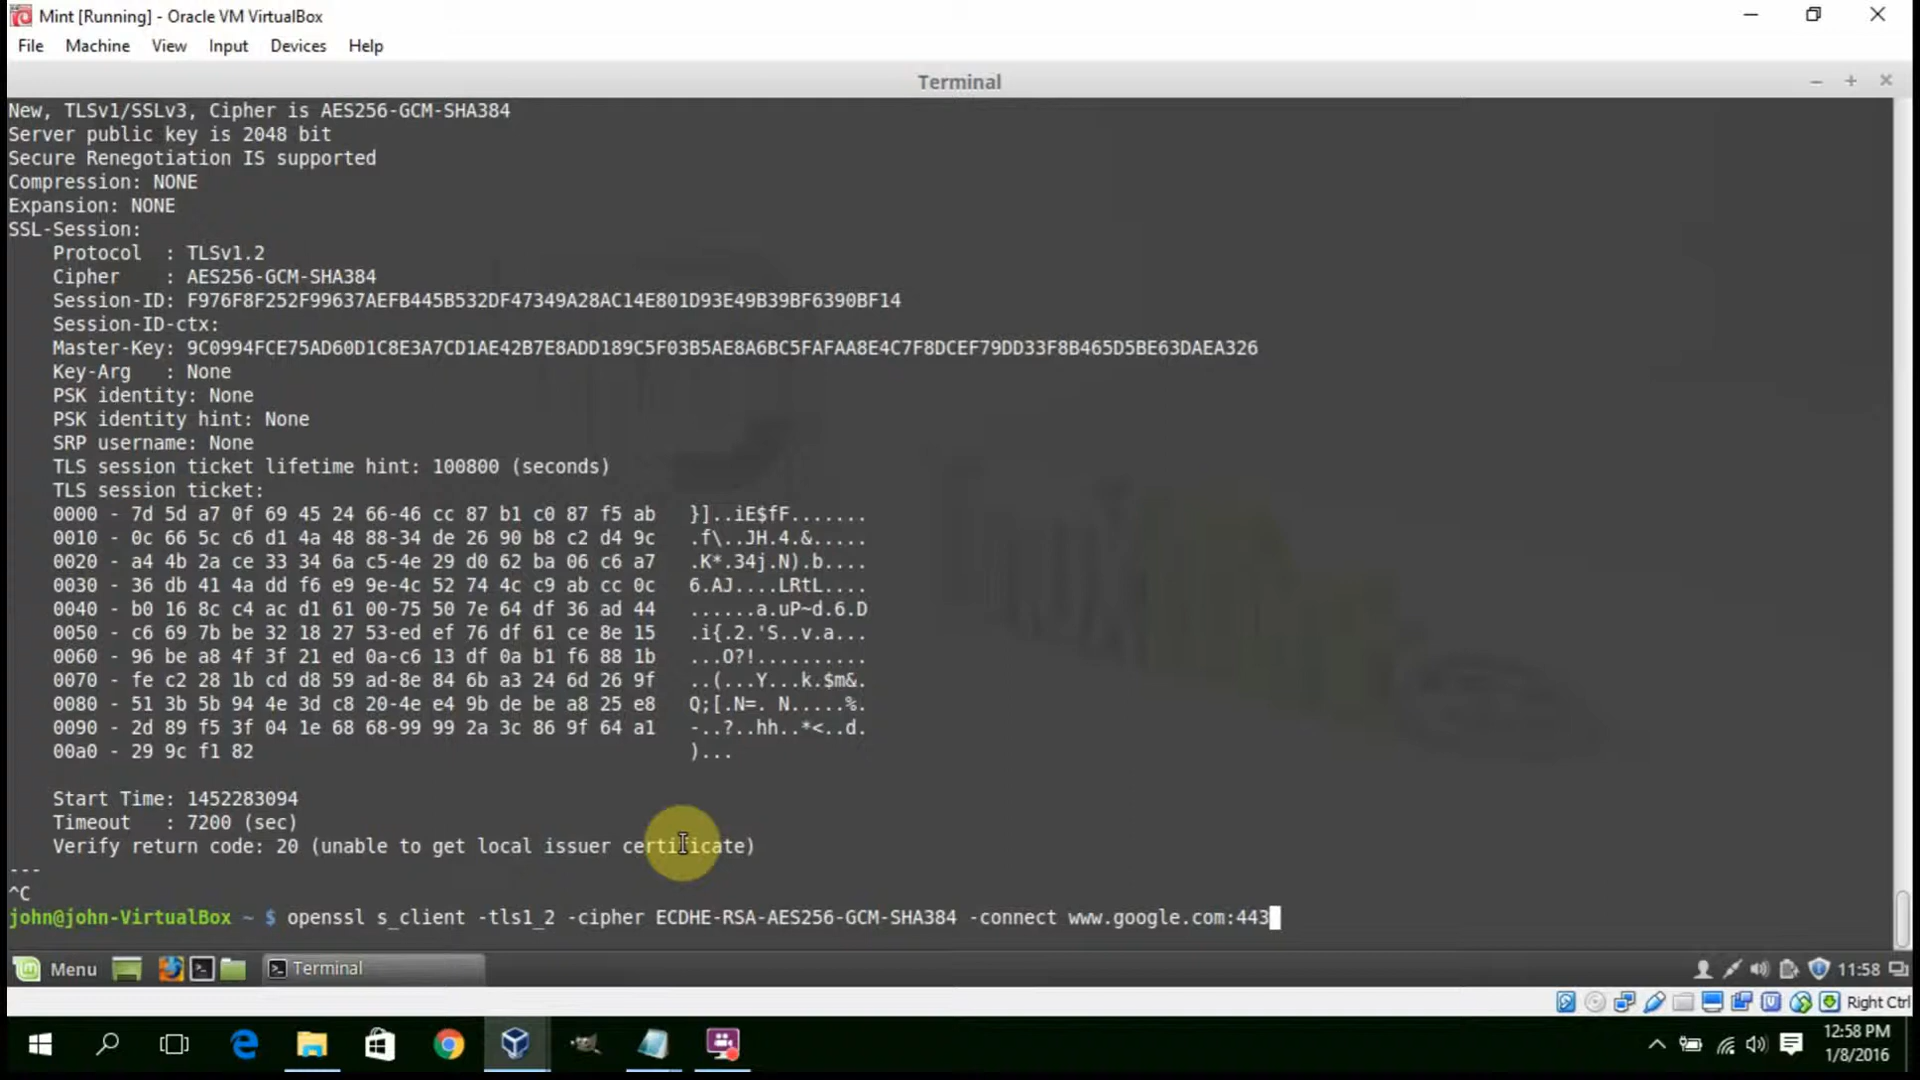 Mint [Running] - Oracle VM VirtualBox
File Machine View Input Devices Help
Terminal
New, TLSv1/SSLv3, Cipher is AES256-GCM-SHA384
Server public key is 2048 bit
Secure Renegotiation IS supported
Compression: NONE
Expansion: NONE
SSL-Session:
    Protocol  : TLSv1.2
    Cipher    : AES256-GCM-SHA384
    Session-ID: F976F8F252F99637AEFB445B532DF47349A28AC14E801D93E49B39BF6390BF14
    Session-ID-ctx:
    Master-Key: 9C0994FCE75AD60D1C8E3A7CD1AE42B7E8ADD189C5F03B5AE8A6BC5FAFAA8E4C7F8DCEF79DD33F8B465D5BE63DAEA326
    Key-Arg   : None
    PSK identity: None
    PSK identity hint: None
    SRP username: None
    TLS session ticket lifetime hint: 100800 (seconds)
    TLS session ticket:
    0000 - 7d 5d a7 0f 69 45 24 66-46 cc 87 b1 c0 87 f5 ab   }]..iE$fF.......
    0010 - 0c 66 5c c6 d1 4a 48 88-34 de 26 90 b8 c2 d4 9c   .f\..JH.4.&.....
    0020 - a4 4b 2a ce 33 34 6a c5-4e 29 d0 62 ba 06 c6 a7   .K*.34j.N).b....
    0030 - 36 db 41 4a dd f6 e9 9e-4c 52 74 4c c9 ab cc 0c   6.AJ....LRtL....
    0040 - b0 16 8c c4 ac d1 61 00-75 50 7e 64 df 36 ad 44   ......a.uP~d.6.D
    0050 - c6 69 7b be 32 18 27 53-ed ef 76 df 61 ce 8e 15   .i{.2.'S..v.a...
    0060 - 96 be a8 4f 3f 21 ed 0a-c6 13 df 0a b1 f6 88 1b   ...O?!..........
    0070 - fe c2 28 1b cd d8 59 ad-8e 84 6b a3 24 6d 26 9f   ..(...Y...k.$m&.
    0080 - 51 3b 5b 94 4e 3d c8 20-4e e4 9b de be a8 25 e8   Q;[.N=. N.....%.
    0090 - 2d 89 f5 3f 04 1e 68 68-99 99 2a 3c 86 9f 64 a1   -..?..hh..*<..d.
    00a0 - 29 9c f1 82                                       )...
    Start Time: 1452283094
    Timeout   : 7200 (sec)
    Verify return code: 20 (unable to get local issuer certificate)
---
^C
john@john-VirtualBox ~ $ openssl s_client -tls1_2 -cipher ECDHE-RSA-AES256-GCM-SHA384 -connect www.google.com:443
Menu Terminal 11:58
Right Ctrl
12:58 PM
1/8/2016